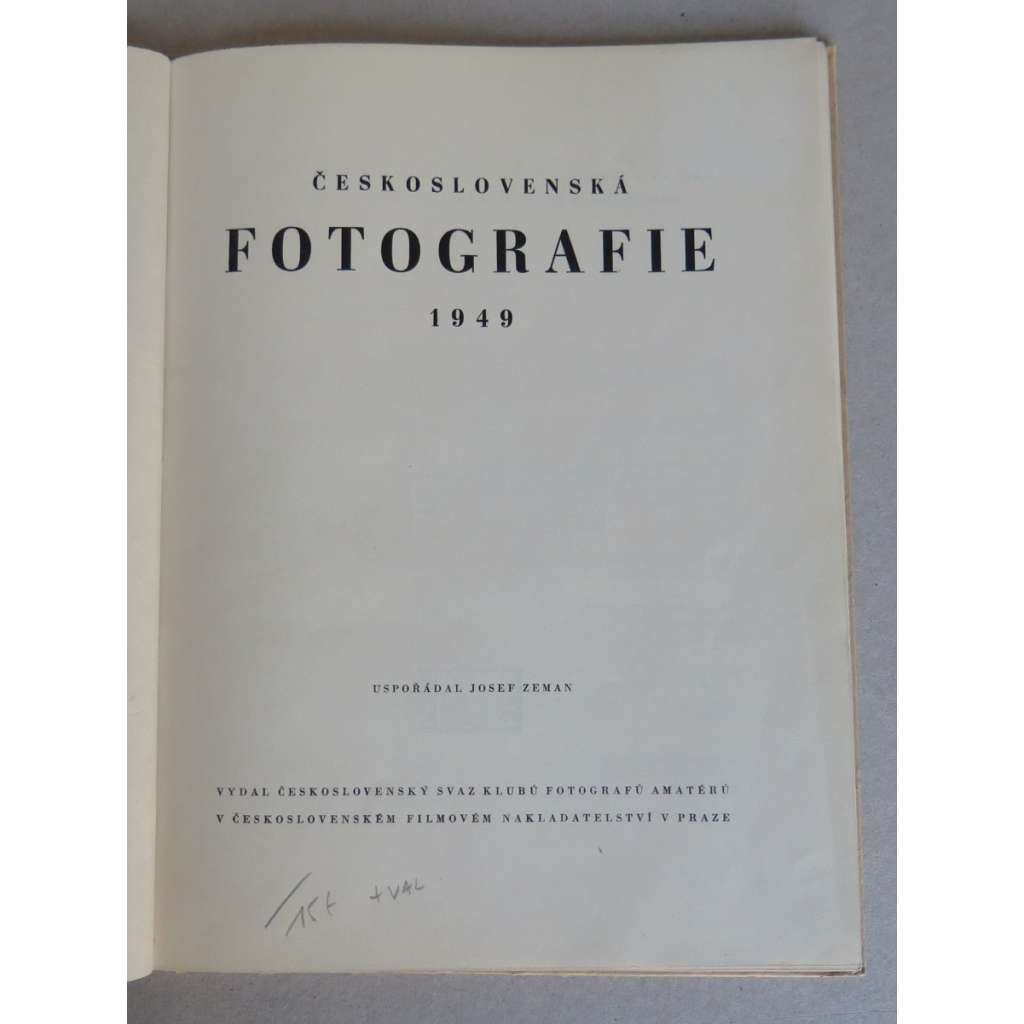 ČESKOSLOVENSKÁ
FOTOGRAFIE
1949
USPOŘÁDAL JOSEF ZEMAN
VYDAL ČESKOSLOVENSKÝ SVAZ KLUBŮ FOTOGRAFŮ AMATÉRŮ
V ČESKOSLOVENSKÉM FILMOVÉM NAKLADATELSTVÍ V PRAZE
+VAL